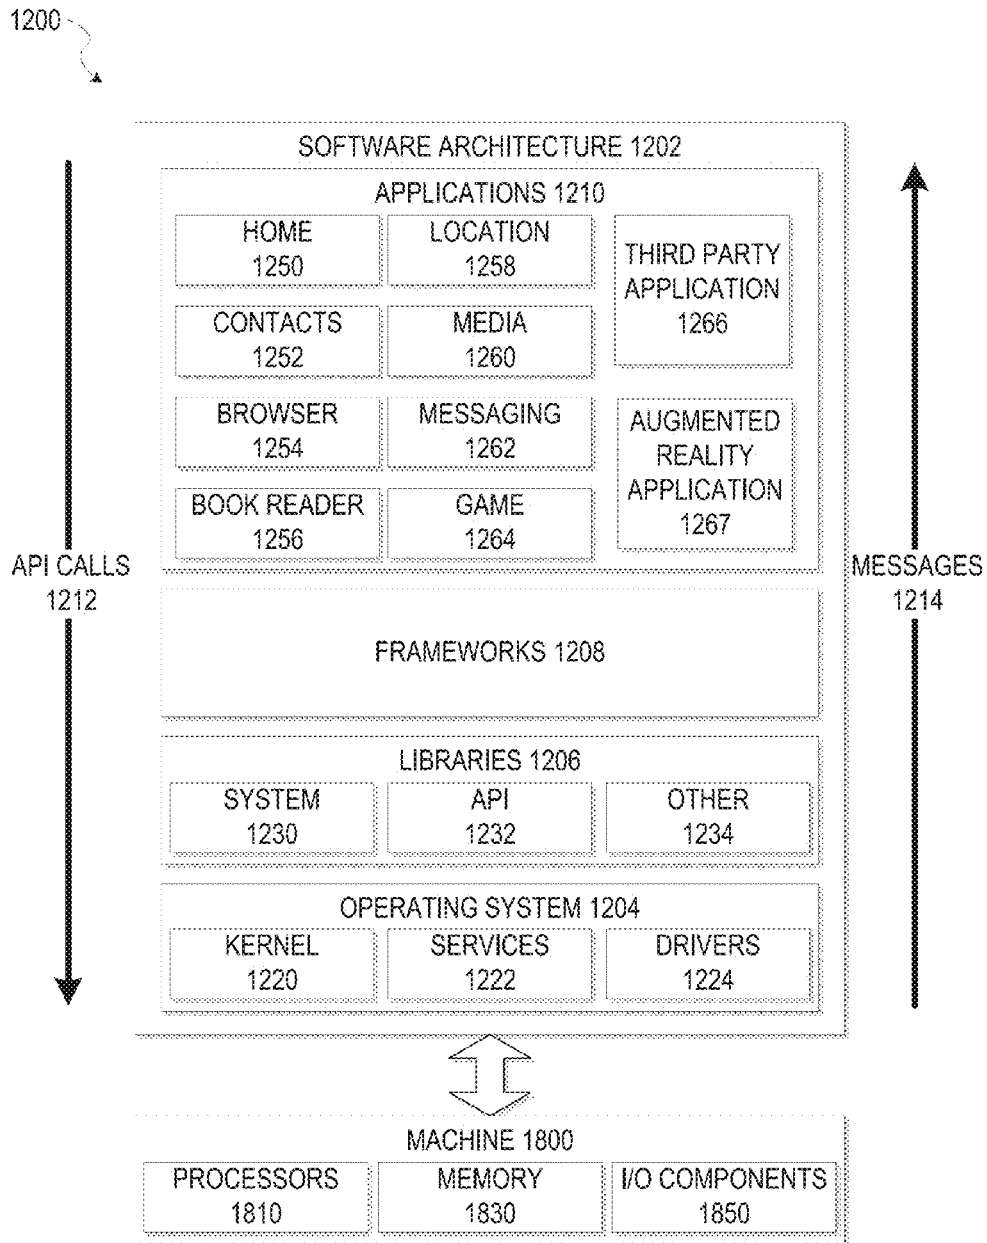 1200
SOFTWARE ARCHITECTURE 1202
APPLICATIONS 1210
HOME
1250
LOCATION
1258
THIRD PARTY
APPLICATION
1266
CONTACTS
1252
MEDIA
1260
BROWSER
1254
MESSAGING
1262
AUGMENTED
REALITY
APPLICATION
1267
BOOK READER
1256
GAME
1264
API CALLS
1212
MESSAGES
1214
FRAMEWORKS 1208
LIBRARIES 1206
SYSTEM
1230
API
1232
OTHER
1234
OPERATING SYSTEM 1204
KERNEL
1220
SERVICES
1222
DRIVERS
1224
MACHINE 1800
PROCESSORS
1810
MEMORY
1830
I/O COMPONENTS
1850